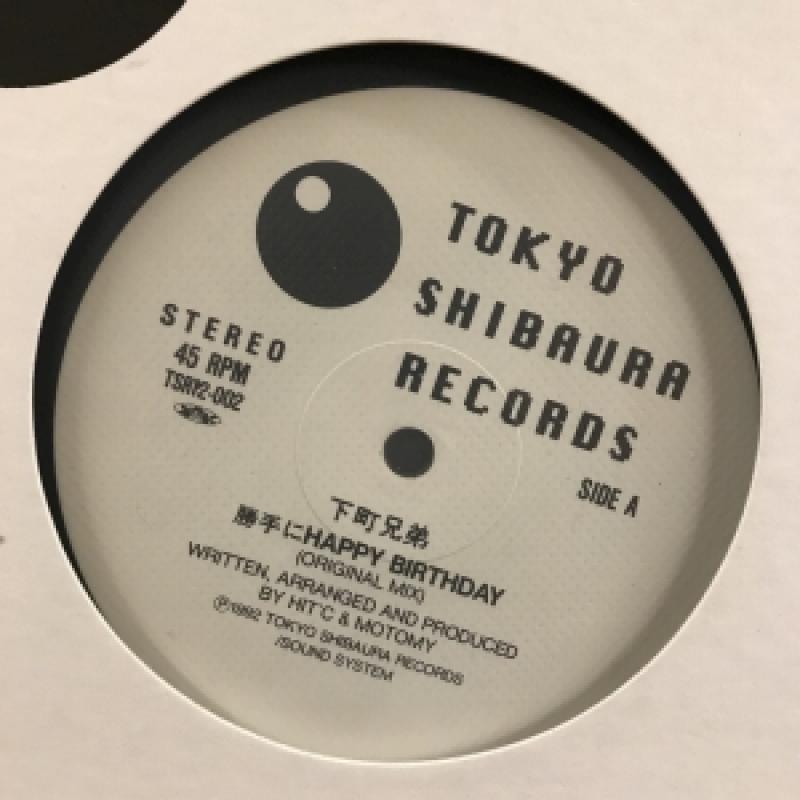 TOKYO
SHIBAURA
RECORDS
STEREO
45 RPM
TSRY2-002
SIDE A
下町兄弟
勝手にHAPPY BIRTHDAY
(ORIGINAL MIX)
WRITTEN, ARRANGED AND PRODUCED
BY HIT'C & MOTOMY
℗1992 TOKYO SHIBAURA RECORDS
/SOUND SYSTEM